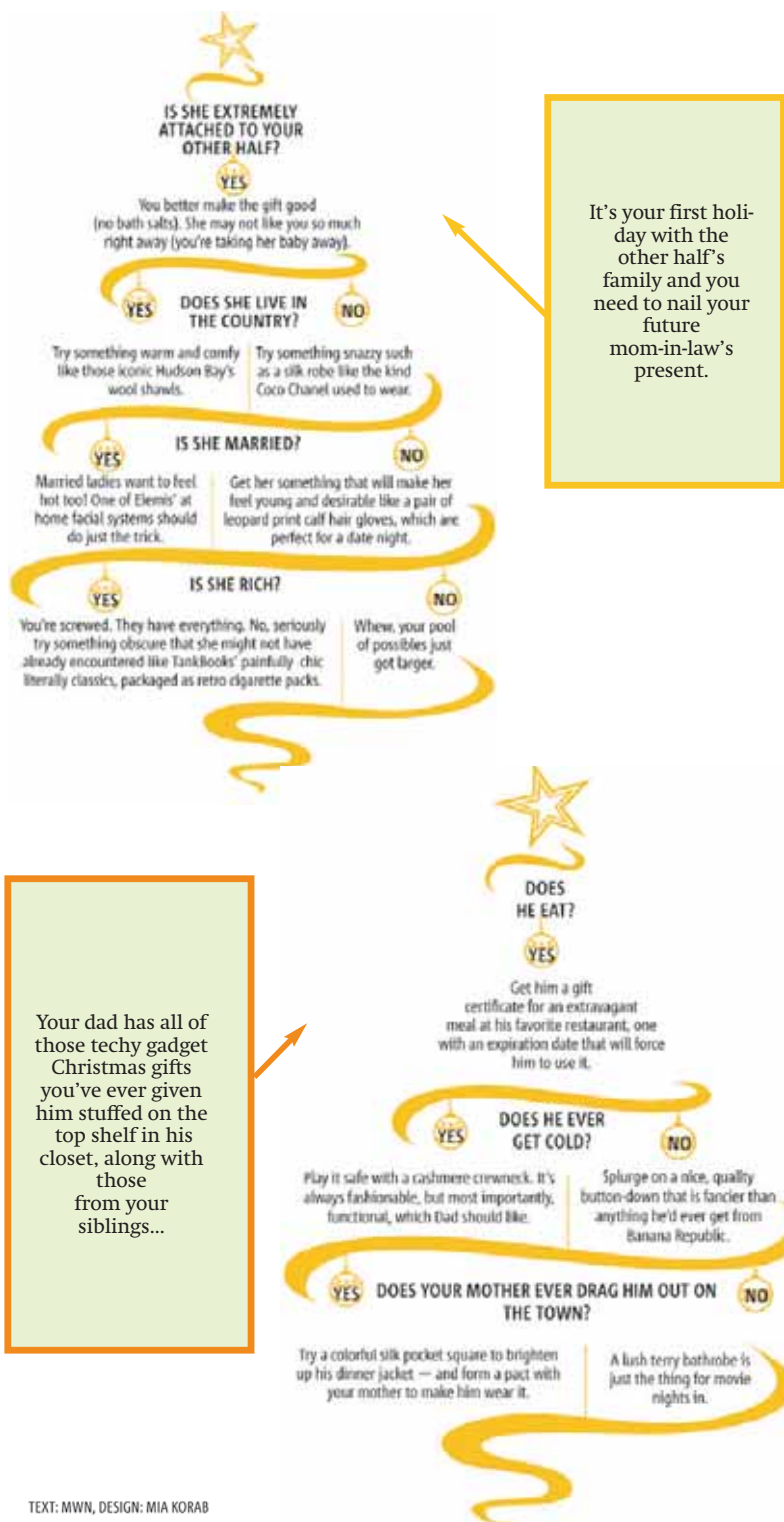 IS SHE EXTREMELY
ATTACHED TO YOUR
OTHER HALF?
YES
You better make the gift good
(no bath salts). She may not like you so much
right away (you're taking her baby away).
YES
DOES SHE LIVE IN
THE COUNTRY?
NO
Try something warm and comfy
like those iconic Hudson Bay's
wool shawls.
Try something snazzy such
as a silk robe like the kind
Coco Chanel used to wear.
YES
IS SHE MARRIED?
NO
Married ladies want to feel
hot too! One of Elemis' at
home facial systems should
do just the trick.
Get her something that will make her
feel young and desirable like a pair of
leopard print calf hair gloves, which are
perfect for a date night.
YES
IS SHE RICH?
NO
You're screwed. They have everything. No, seriously
try something obscure that she might not have
already encountered like TankBooks' painfully chic
literally classics, packaged as retro cigarette packs.
Whew, your pool
of possibles just
got larger.
It's your first holi-
day with the
other half's
family and you
need to nail your
future
mom-in-law's
present.
Your dad has all of
those techy gadget
Christmas gifts
you've ever given
him stuffed on the
top shelf in his
closet, along with
those
from your
siblings...
DOES
HE EAT?
YES
Get him a gift
certificate for an extravagant
meal at his favorite restaurant, one
with an expiration date that will force
him to use it.
YES
DOES HE EVER
GET COLD?
NO
Play it safe with a cashmere crewneck. It's
always fashionable, but most importantly,
functional, which Dad should like.
Splurge on a nice, quality
button-down that is fancier than
anything he'd ever get from
Banana Republic.
YES
DOES YOUR MOTHER EVER DRAG HIM OUT ON
THE TOWN?
NO
Try a colorful silk pocket square to brighten
up his dinner jacket — and form a pact with
your mother to make him wear it.
A lush terry bathrobe is
just the thing for movie
nights in.
TEXT: MWN, DESIGN: MIA KORAB